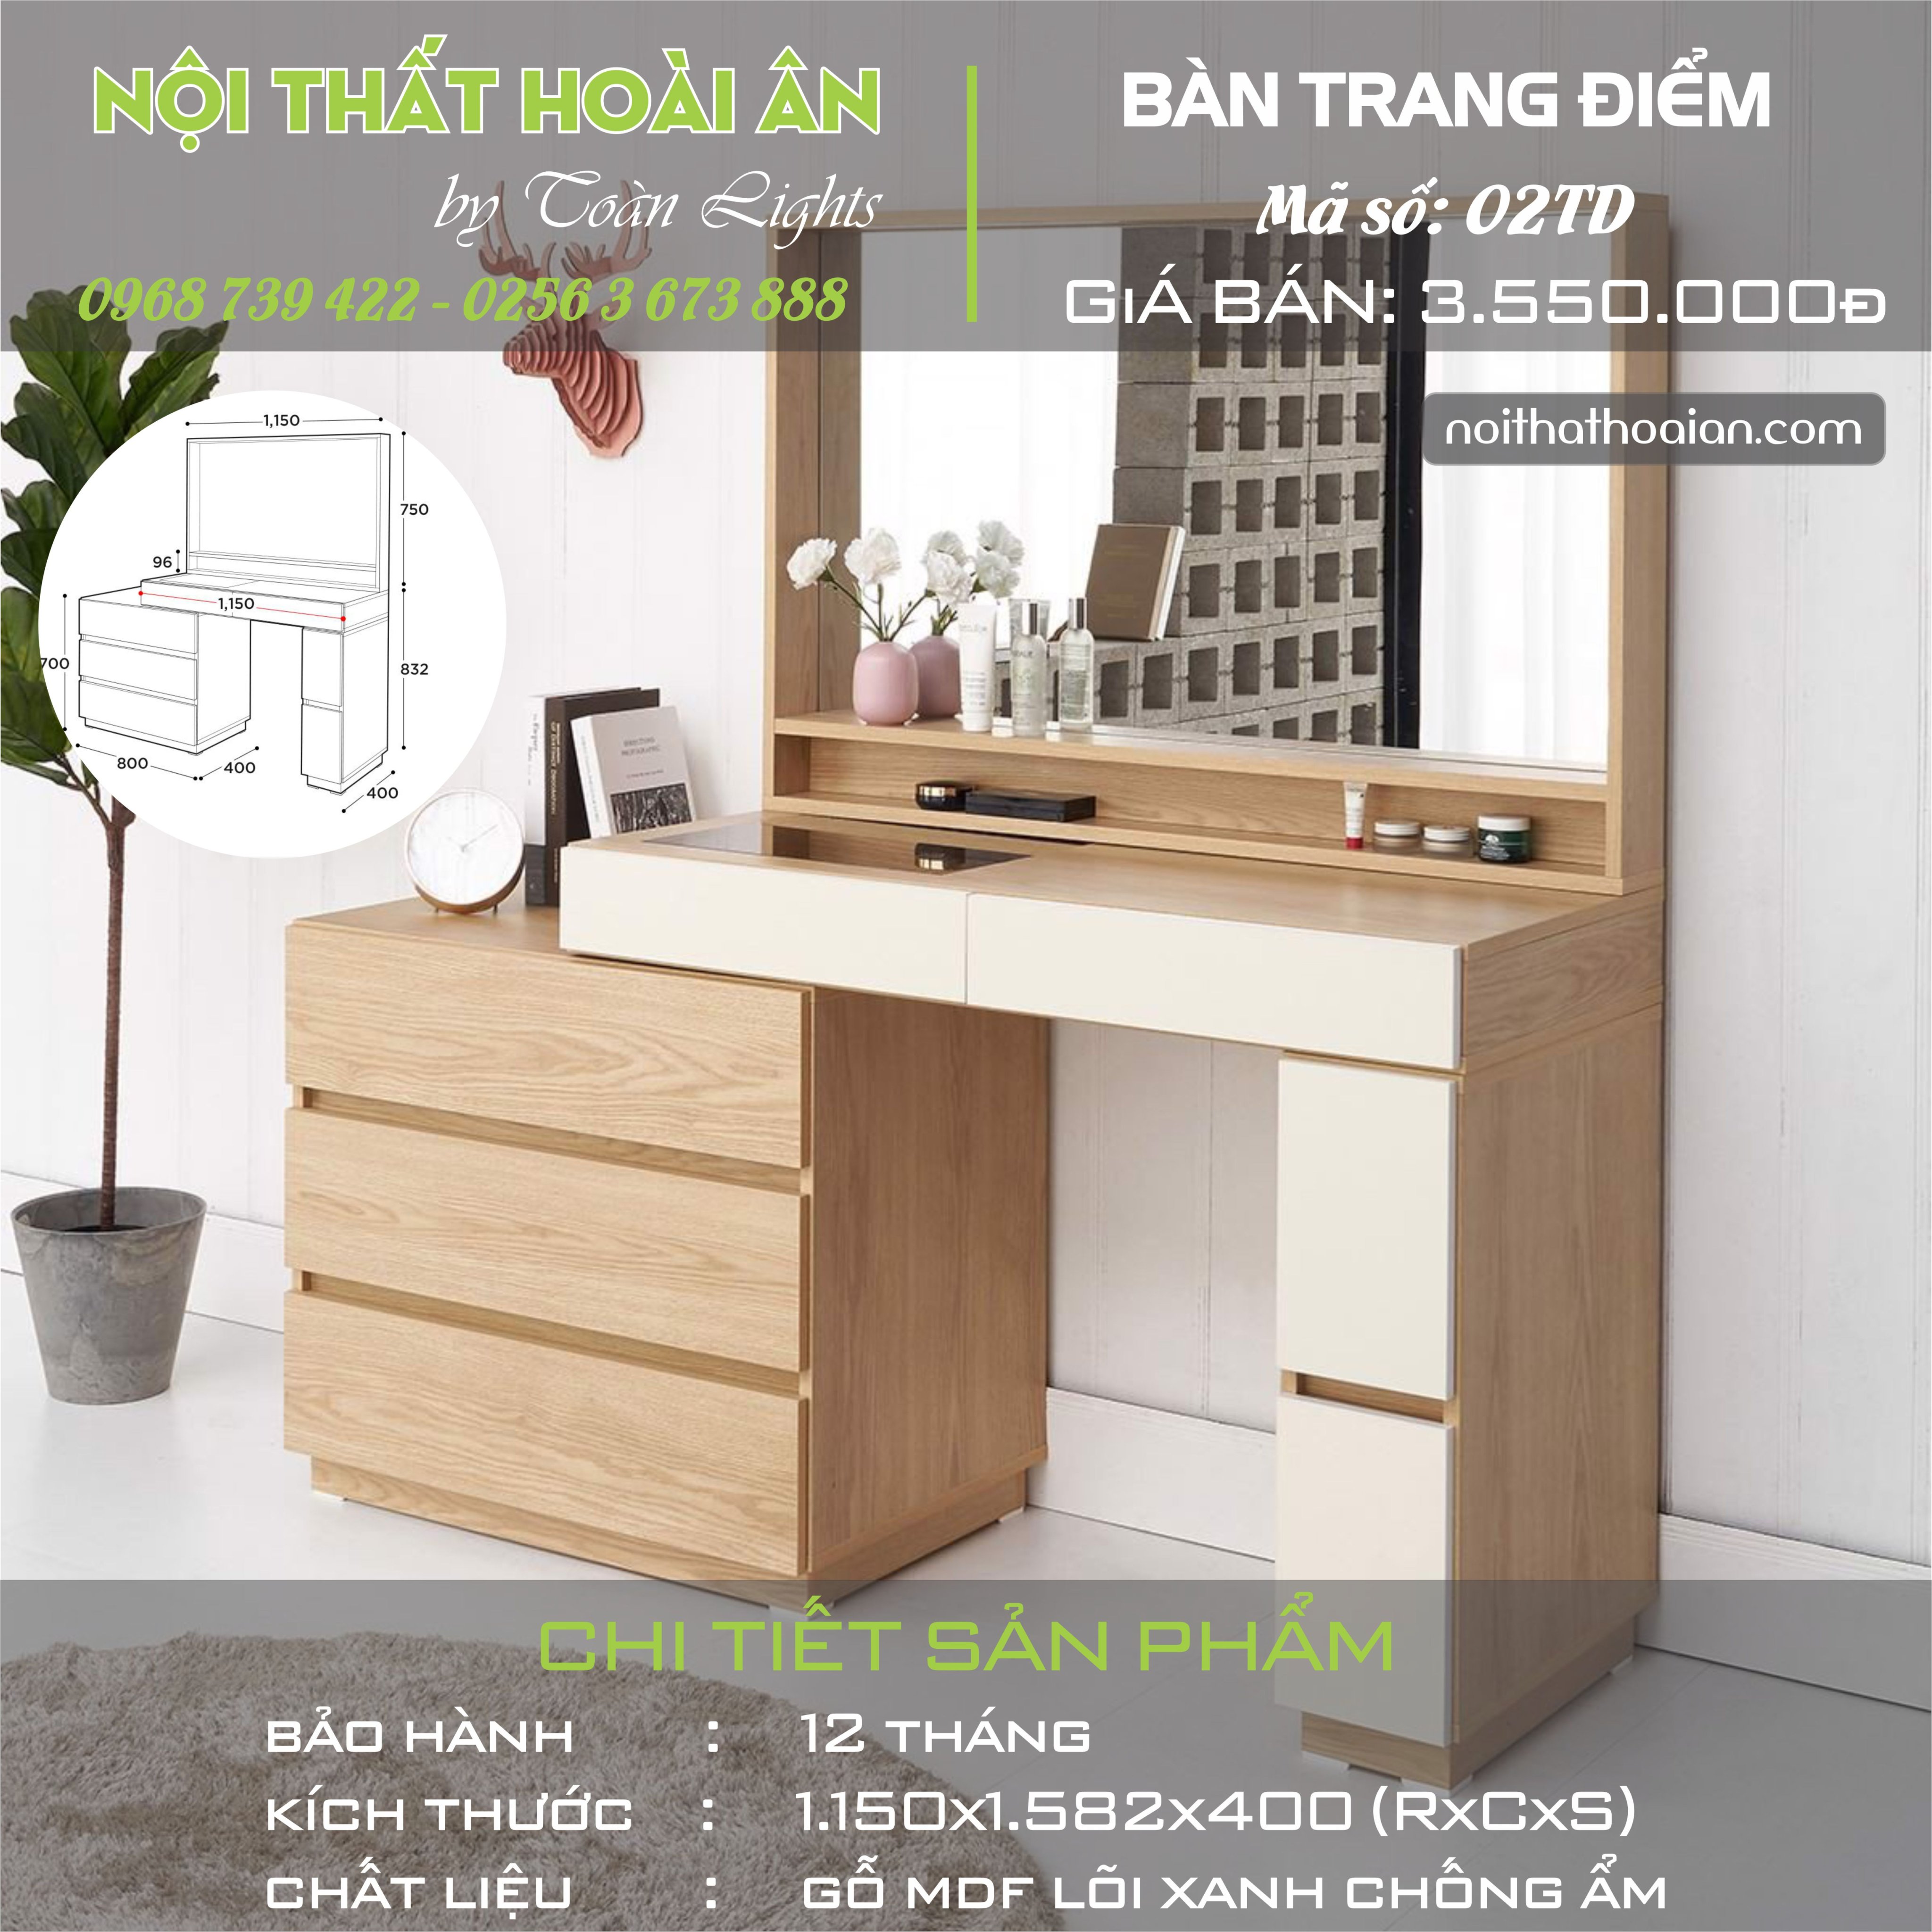 NỘI THẤT HOÀI ÂN
by Toàn Lights
0968 739 422 - 0256 3 673 888
BÀN TRANG ĐIỂM
Mã số: 02TD
GIÁ BÁN: 3.550.000Đ
noithathoaian.com
1,150
750
96
1,150
700
832
800
400
400
CHI TIẾT SẢN PHẨM
BẢO HÀNH : 12 THÁNG
KÍCH THƯỚC : 1.150x1.582x400 (RxCxS)
CHẤT LIỆU : GỖ MDF LÕI XANH CHỐNG ẨM